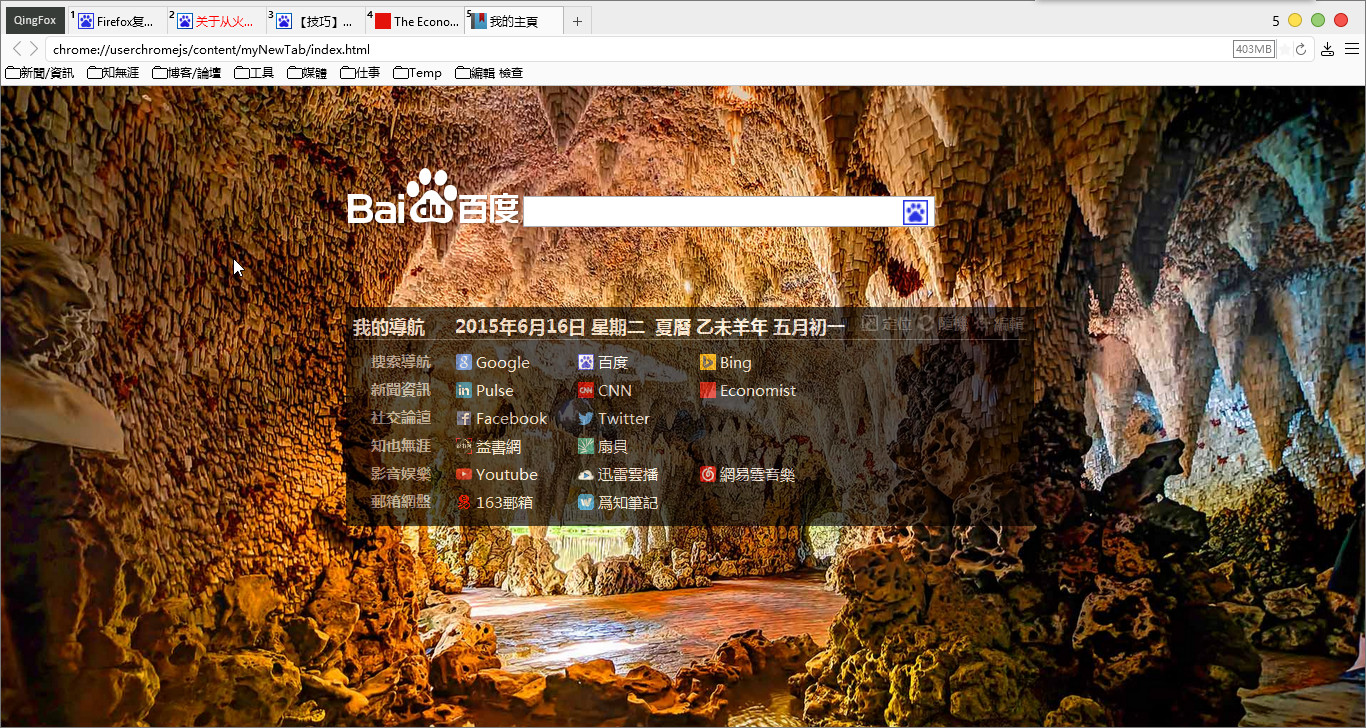 QingFox 1 Firefox复... 2 关于从火... 3 【技巧】... 4 The Econo... 5 我的主頁 + 5
chrome://userchromejs/content/myNewTab/index.html 403MB
新聞/資訊 知無涯 博客/論壇 工具 媒體 仕事 Temp 編輯 檢查
Bai du 百度
我的導航 2015年6月16日 星期二 夏曆 乙未羊年 五月初一 定位 編輯
搜索導航 Google 百度 Bing
新聞資訊 Pulse CNN Economist
社交論壇 Facebook Twitter
知也無涯 益書網 扇貝
影音娛樂 Youtube 迅雷雲播 網易雲音樂
郵箱網盤 163郵箱 爲知筆記